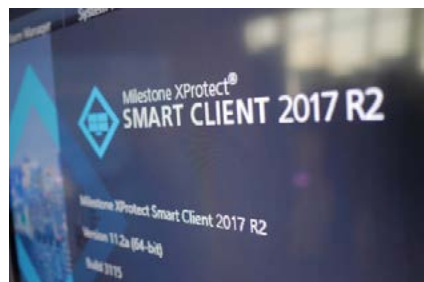 Milestone XProtect®
SMART CLIENT 2017 R2
Milestone XProtect Smart Client 2017 R2
Version 11.2a (64-bit)
Build 3115